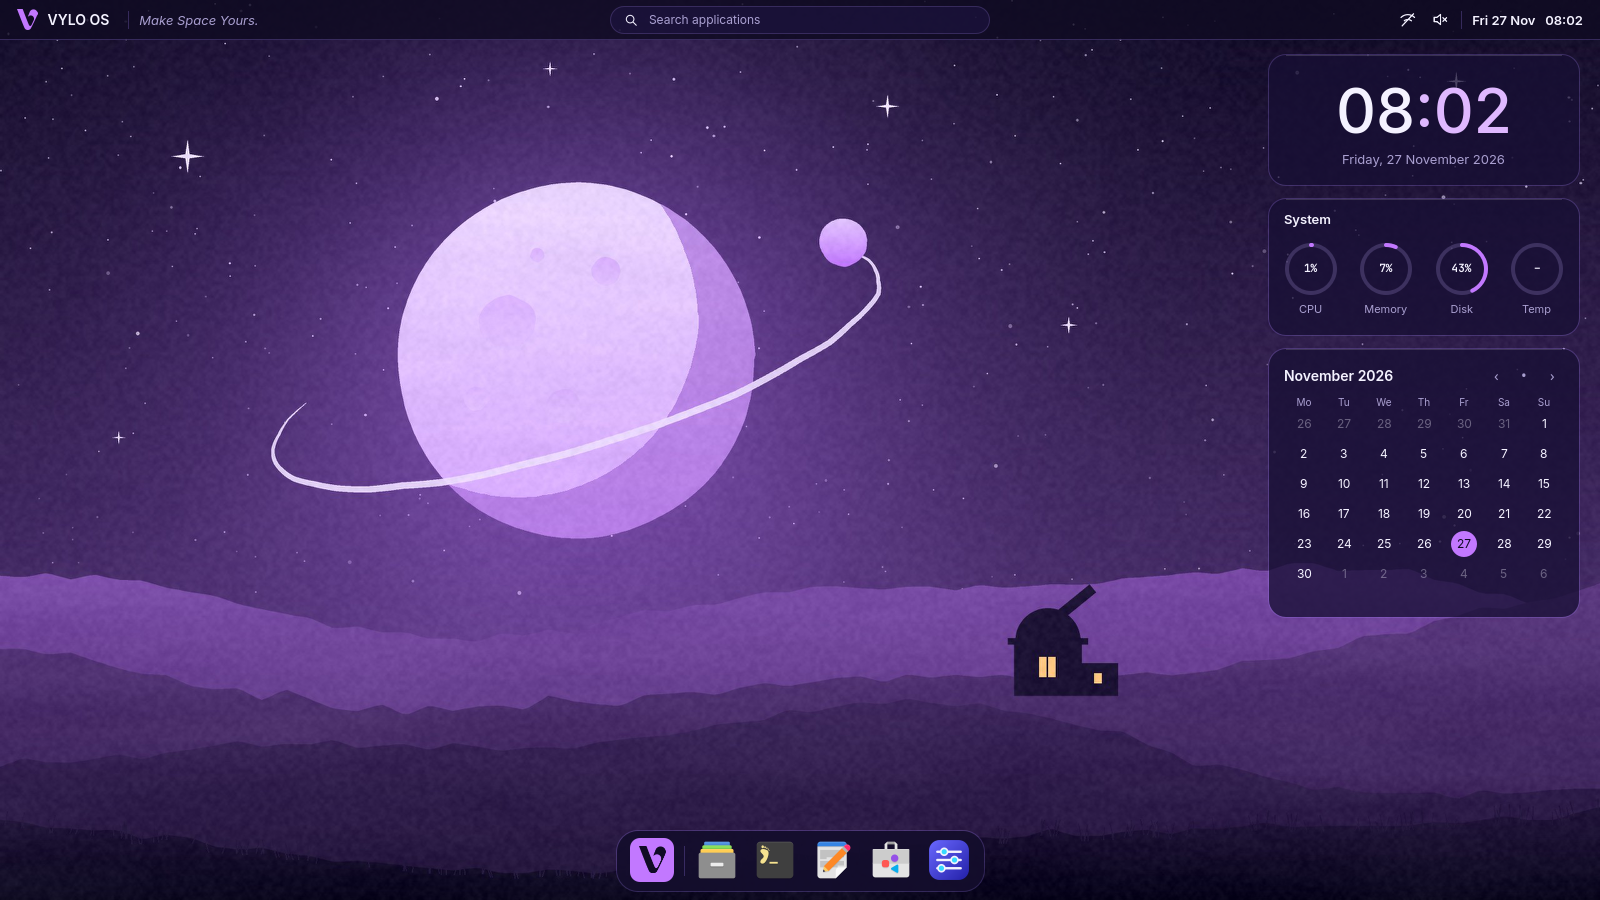 VYLO OS
Make Space Yours.
Search applications
Fri 27 Nov 08:02
08:02
Friday, 27 November 2026
System
1% 7% 43% –
CPU Memory Disk Temp
November 2026 ‹ • ›
Mo Tu We Th Fr Sa Su
26 27 28 29 30 31 1
2 3 4 5 6 7 8
9 10 11 12 13 14 15
16 17 18 19 20 21 22
23 24 25 26 27 28 29
30 1 2 3 4 5 6